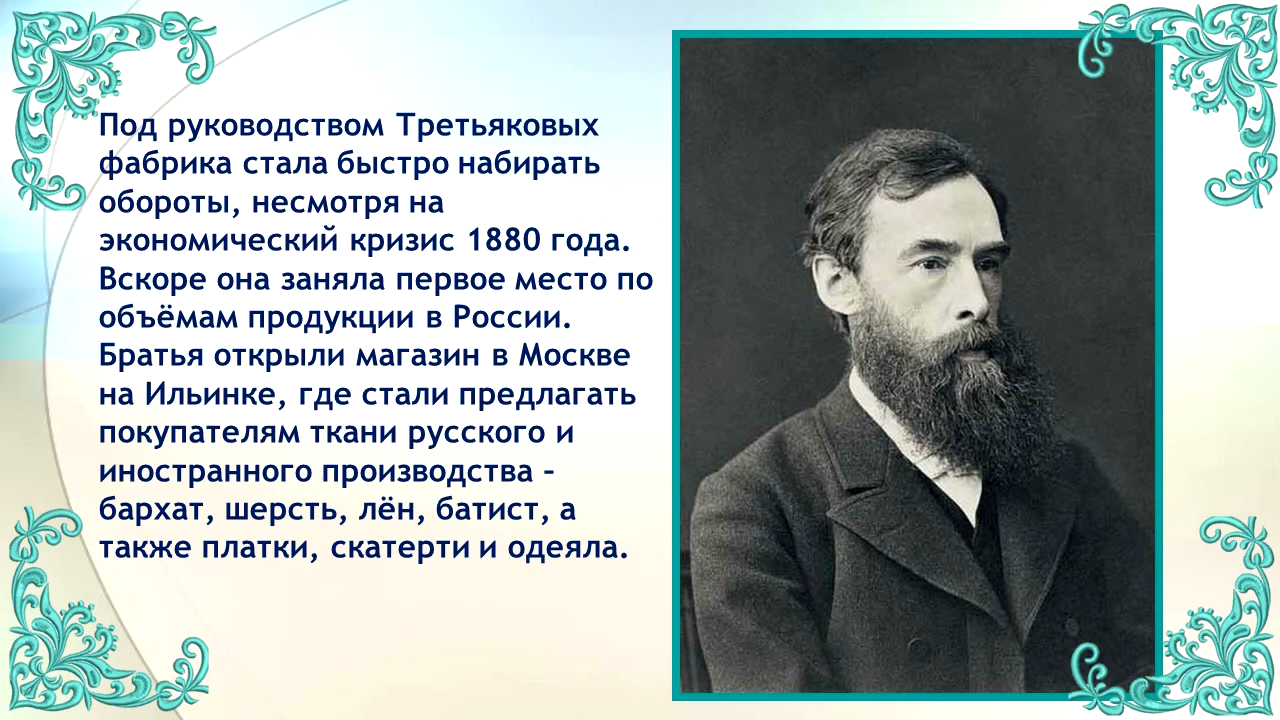 Под руководством Третьяковых
фабрика стала быстро набирать
обороты, несмотря на
экономический кризис 1880 года.
Вскоре она заняла первое место по
объёмам продукции в России.
Братья открыли магазин в Москве
на Ильинке, где стали предлагать
покупателям ткани русского и
иностранного производства –
бархат, шерсть, лён, батист, а
также платки, скатерти и одеяла.